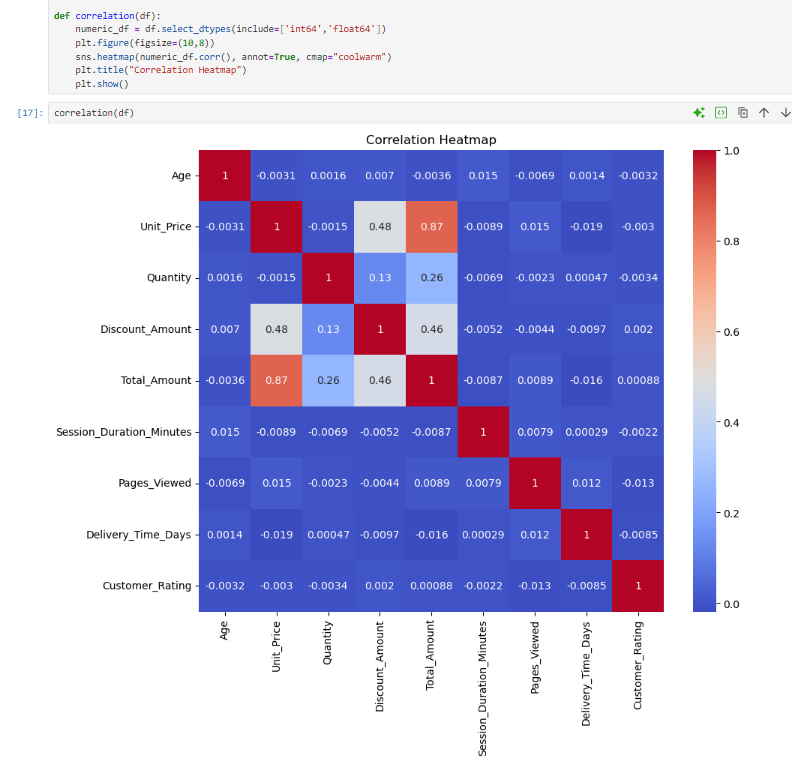 def correlation(df):
    numeric_df = df.select_dtypes(include=['int64','float64'])
    plt.figure(figsize=(10,8))
    sns.heatmap(numeric_df.corr(), annot=True, cmap="coolwarm")
    plt.title("Correlation Heatmap")
    plt.show()
[17]: correlation(df)
Correlation Heatmap
Age 1 -0.0031 0.0016 0.007 -0.0036 0.015 -0.0069 0.0014 -0.0032
Unit_Price -0.0031 1 -0.0015 0.48 0.87 -0.0089 0.015 -0.019 -0.003
Quantity 0.0016 -0.0015 1 0.13 0.26 -0.0069 -0.0023 0.00047 -0.0034
Discount_Amount 0.007 0.48 0.13 1 0.46 -0.0052 -0.0044 -0.0097 0.002
Total_Amount -0.0036 0.87 0.26 0.46 1 -0.0087 0.0089 -0.016 0.00088
Session_Duration_Minutes 0.015 -0.0089 -0.0069 -0.0052 -0.0087 1 0.0079 0.00029 -0.0022
Pages_Viewed -0.0069 0.015 -0.0023 -0.0044 0.0089 0.0079 1 0.012 -0.013
Delivery_Time_Days 0.0014 -0.019 0.00047 -0.0097 -0.016 0.00029 0.012 1 -0.0085
Customer_Rating -0.0032 -0.003 -0.0034 0.002 0.00088 -0.0022 -0.013 -0.0085 1
Age
Unit_Price
Quantity
Discount_Amount
Total_Amount
Session_Duration_Minutes
Pages_Viewed
Delivery_Time_Days
Customer_Rating
1.0
0.8
0.6
0.4
0.2
0.0